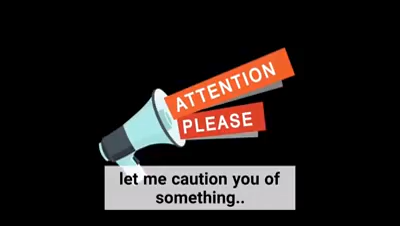 ATTENTION
PLEASE
let me caution you of
something..